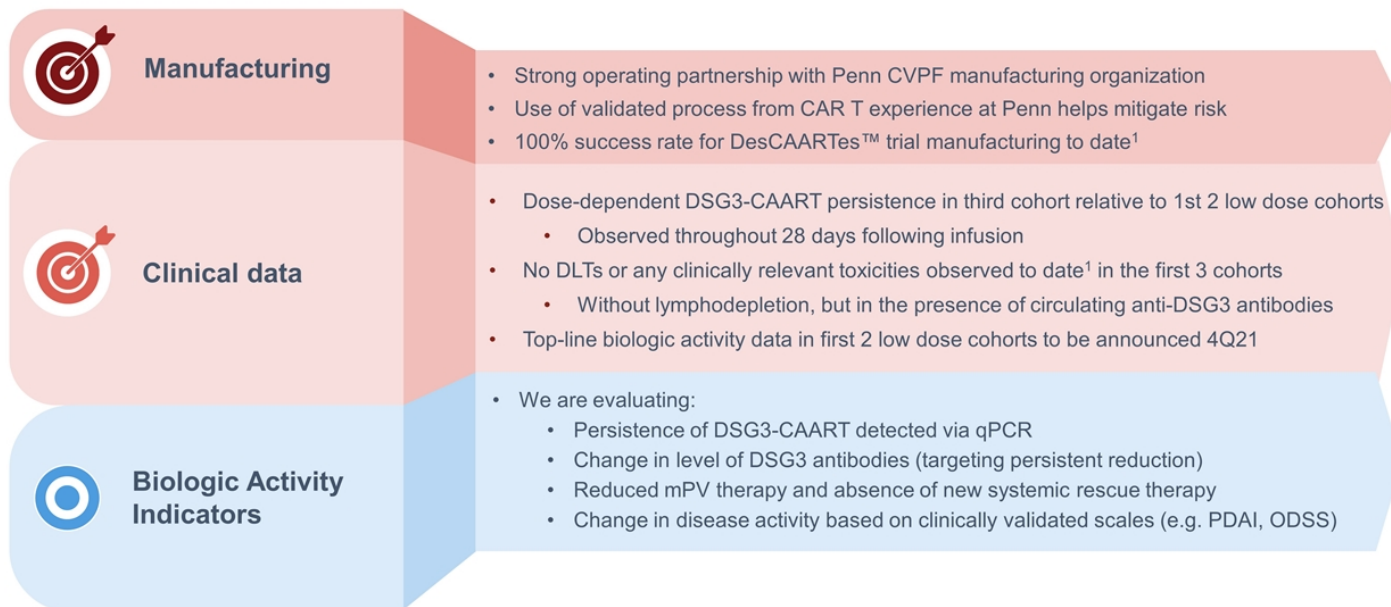 Manufacturing
• Strong operating partnership with Penn CVPF manufacturing organization
• Use of validated process from CAR T experience at Penn helps mitigate risk
• 100% success rate for DesCAARTes™ trial manufacturing to date¹
Clinical data
• Dose-dependent DSG3-CAART persistence in third cohort relative to 1st 2 low dose cohorts
• Observed throughout 28 days following infusion
• No DLTs or any clinically relevant toxicities observed to date¹ in the first 3 cohorts
• Without lymphodepletion, but in the presence of circulating anti-DSG3 antibodies
• Top-line biologic activity data in first 2 low dose cohorts to be announced 4Q21
Biologic Activity
Indicators
• We are evaluating:
• Persistence of DSG3-CAART detected via qPCR
• Change in level of DSG3 antibodies (targeting persistent reduction)
• Reduced mPV therapy and absence of new systemic rescue therapy
• Change in disease activity based on clinically validated scales (e.g. PDAI, ODSS)